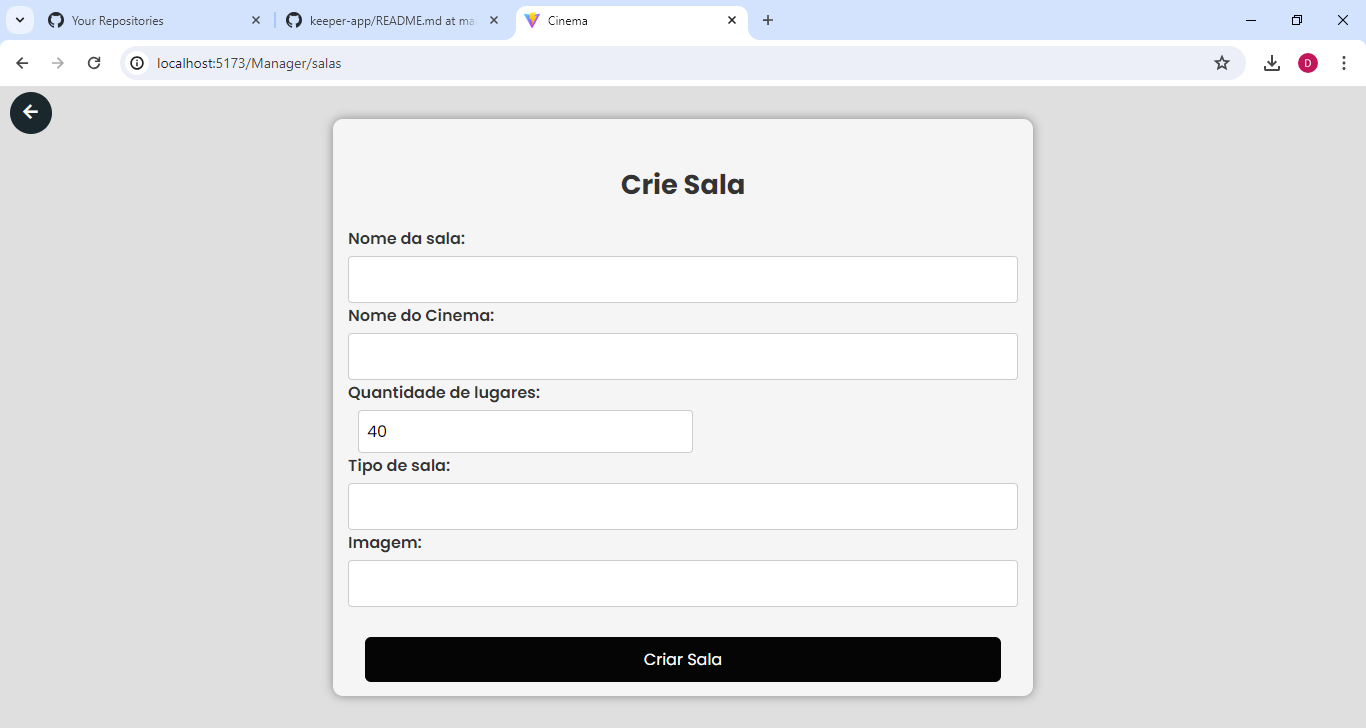 Your Repositories
keeper-app/README.md at ma
Cinema
localhost:5173/Manager/salas
D
Crie Sala
Nome da sala:
Nome do Cinema:
Quantidade de lugares:
40
Tipo de sala:
Imagem:
Criar Sala